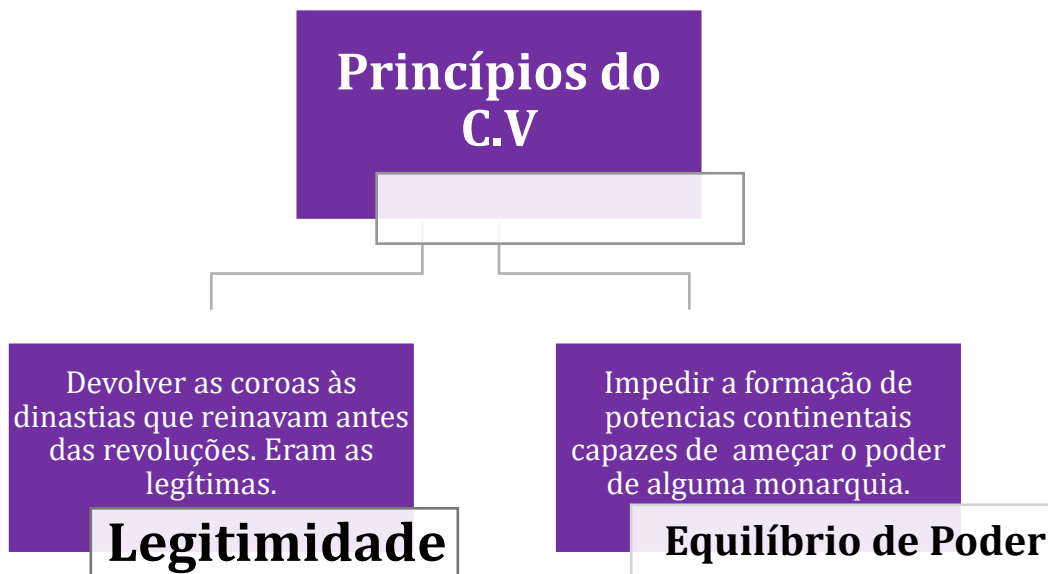 Princípios do
C.V
Devolver as coroas às
dinastias que reinavam antes
das revoluções. Eram as
legítimas.
Legitimidade
Impedir a formação de
potencias continentais
capazes de  ameçar o poder
de alguma monarquia.
Equilíbrio de Poder